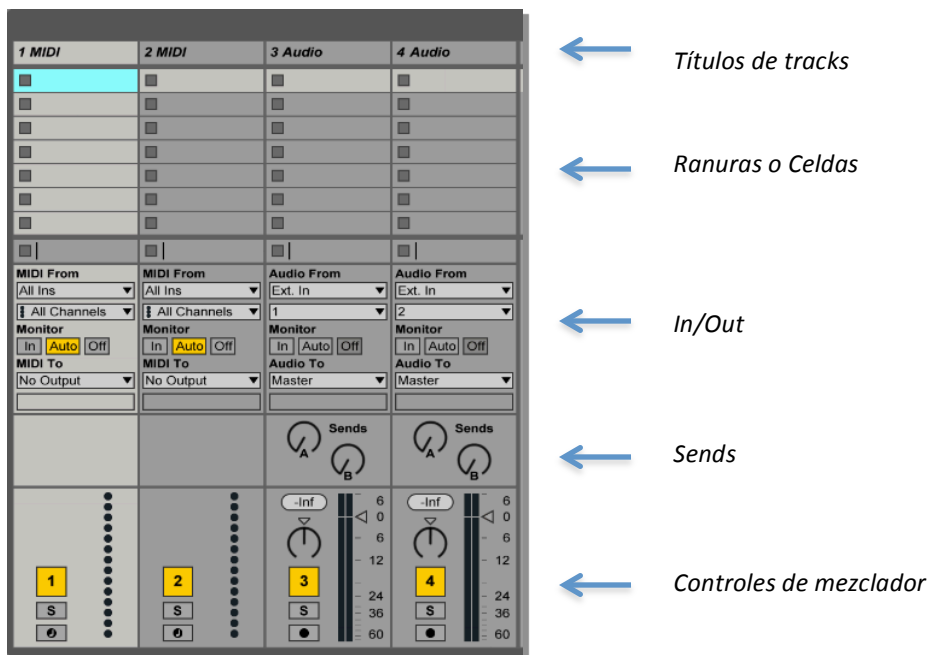 1 MIDI 2 MIDI 3 Audio 4 Audio
Títulos de tracks
Ranuras o Celdas
MIDI From MIDI From Audio From Audio From
All Ins All Ins Ext. In Ext. In
All Channels All Channels 1 2
Monitor Monitor Monitor Monitor
In Auto Off In Auto Off In Auto Off In Auto Off
In/Out
MIDI To MIDI To Audio To Audio To
No Output No Output Master Master
Sends Sends
A B A B
Sends
-Inf 6 -Inf 6
0 0
6 6
12 12
1 2 3 4
Controles de mezclador
24 24
S S S S
36 36
60 60